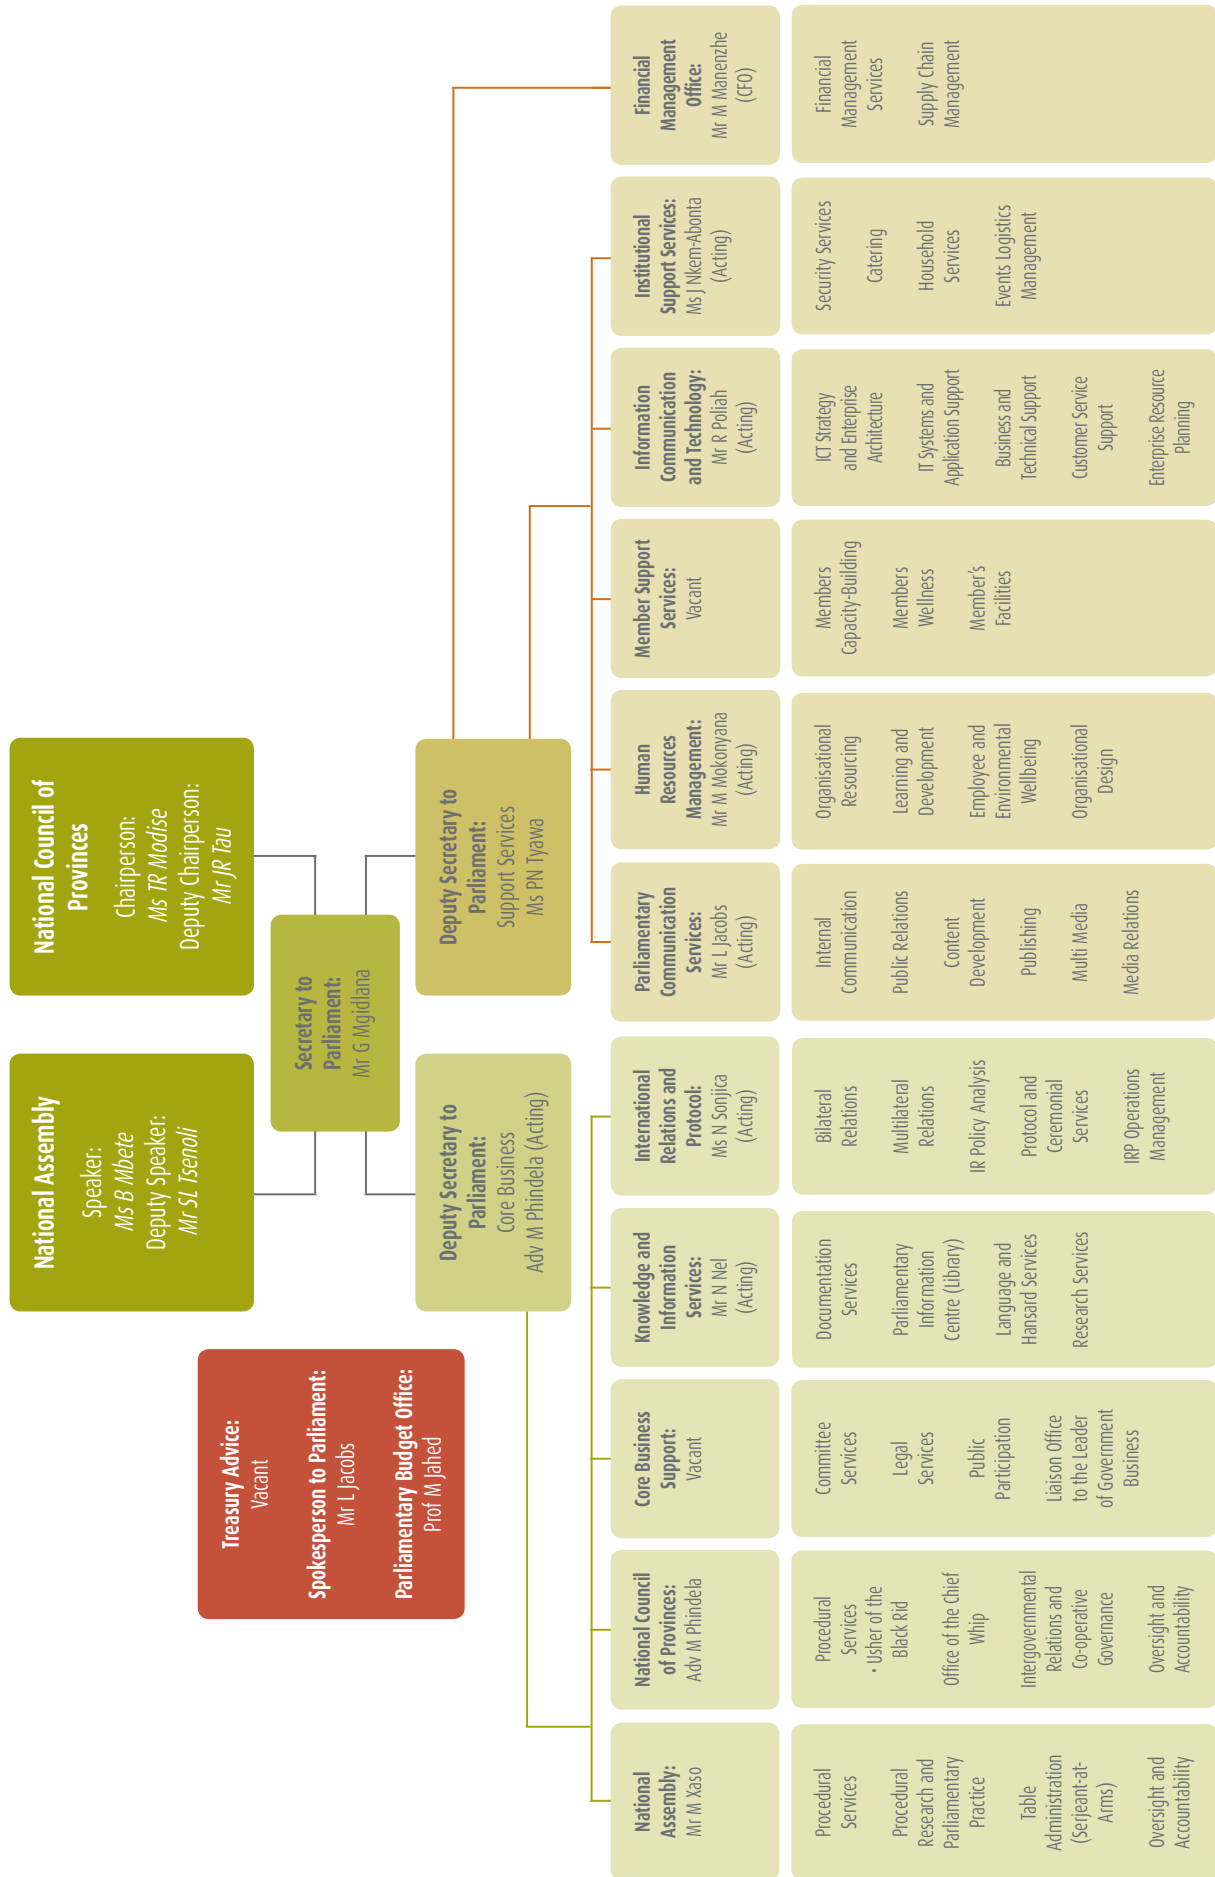 National Assembly
Speaker:
Ms B Mbete
Deputy Speaker:
Mr SL Tsenoli
National Council of
Provinces
Chairperson:
Ms TR Modise
Deputy Chairperson:
Mr JR Tau
Treasury Advice:
Vacant
Spokesperson to Parliament:
Mr L Jacobs
Parliamentary Budget Office:
Prof M Jahed
Secretary to
Parliament:
Mr G Mgidlana
Deputy Secretary to
Parliament:
Core Business
Adv M Phindela (Acting)
Deputy Secretary to
Parliament:
Support Services
Ms PN Tyawa
National
Assembly:
Mr M Xaso
National Council
of Provinces:
Adv M Phindela
Core Business
Support:
Vacant
Knowledge and
Information
Services:
Mr N Nel
(Acting)
International
Relations and
Protocol:
Ms N Sonjica
(Acting)
Parliamentary
Communication
Services:
Mr L Jacobs
(Acting)
Human
Resources
Management:
Mr M Mokonyana
(Acting)
Member Support
Services:
Vacant
Information
Communication
and Technology:
Mr R Poliah
(Acting)
Institutional
Support Services:
Ms J Nkem-Abonta
(Acting)
Financial
Management
Office:
Mr M Manenzhe
(CFO)
Procedural
Services
Procedural
Research and
Parliamentary
Practice
Table
Administration
(Serjeant-at-
Arms)
Oversight and
Accountability
Procedural
Services
• Usher of the
Black Rid
Office of the Chief
Whip
Intergovernmental
Relations and
Co-operative
Governance
Oversight and
Accountability
Committee
Services
Legal
Services
Public
Participation
Liaison Office
to the Leader
of Government
Business
Documentation
Services
Parliamentary
Information
Centre (Library)
Language and
Hansard Services
Research Services
Bilateral
Relations
Multilateral
Relations
IR Policy Analysis
Protocol and
Ceremonial
Services
IRP Operations
Management
Internal
Communication
Public Relations
Content
Development
Publishing
Multi Media
Media Relations
Organisational
Resourcing
Learning and
Development
Employee and
Environmental
Wellbeing
Organisational
Design
Members
Capacity-Building
Members
Wellness
Member's
Facilities
ICT Strategy
and Enterprise
Architecture
IT Systems and
Application Support
Business and
Technical Support
Customer Service
Support
Enterprise Resource
Planning
Security Services
Catering
Household
Services
Events Logistics
Management
Financial
Management
Services
Supply Chain
Management